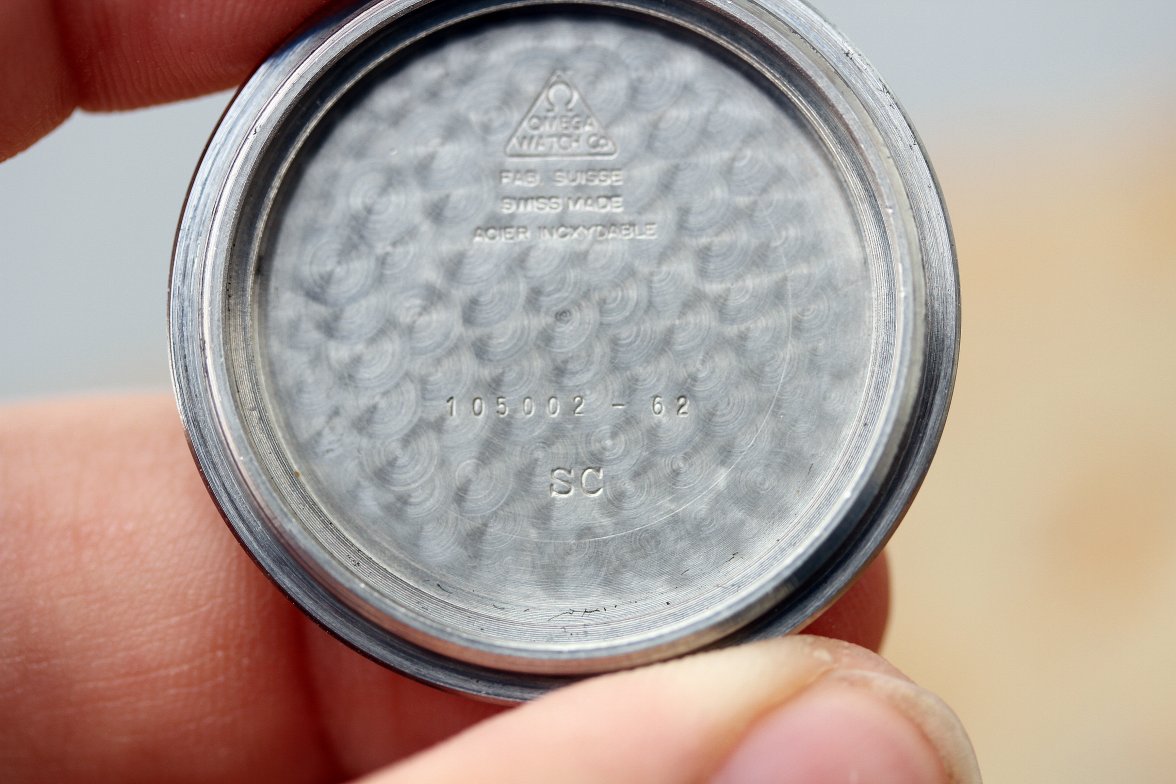 Ω
OMEGA
WATCH Co
FAB. SUISSE
SWISS MADE
ACIER INOXYDABLE
105002 - 62
SC